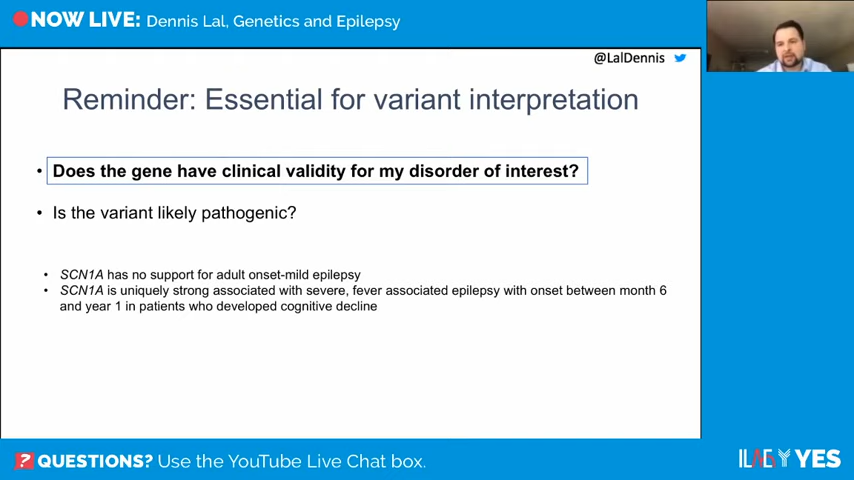 NOW LIVE: Dennis Lal, Genetics and Epilepsy
@LalDennis
Reminder: Essential for variant interpretation
• Does the gene have clinical validity for my disorder of interest?
• Is the variant likely pathogenic?
• SCN1A has no support for adult onset-mild epilepsy
• SCN1A is uniquely strong associated with severe, fever associated epilepsy with onset between month 6
and year 1 in patients who developed cognitive decline
? QUESTIONS? Use the YouTube Live Chat box.
ILAE YES